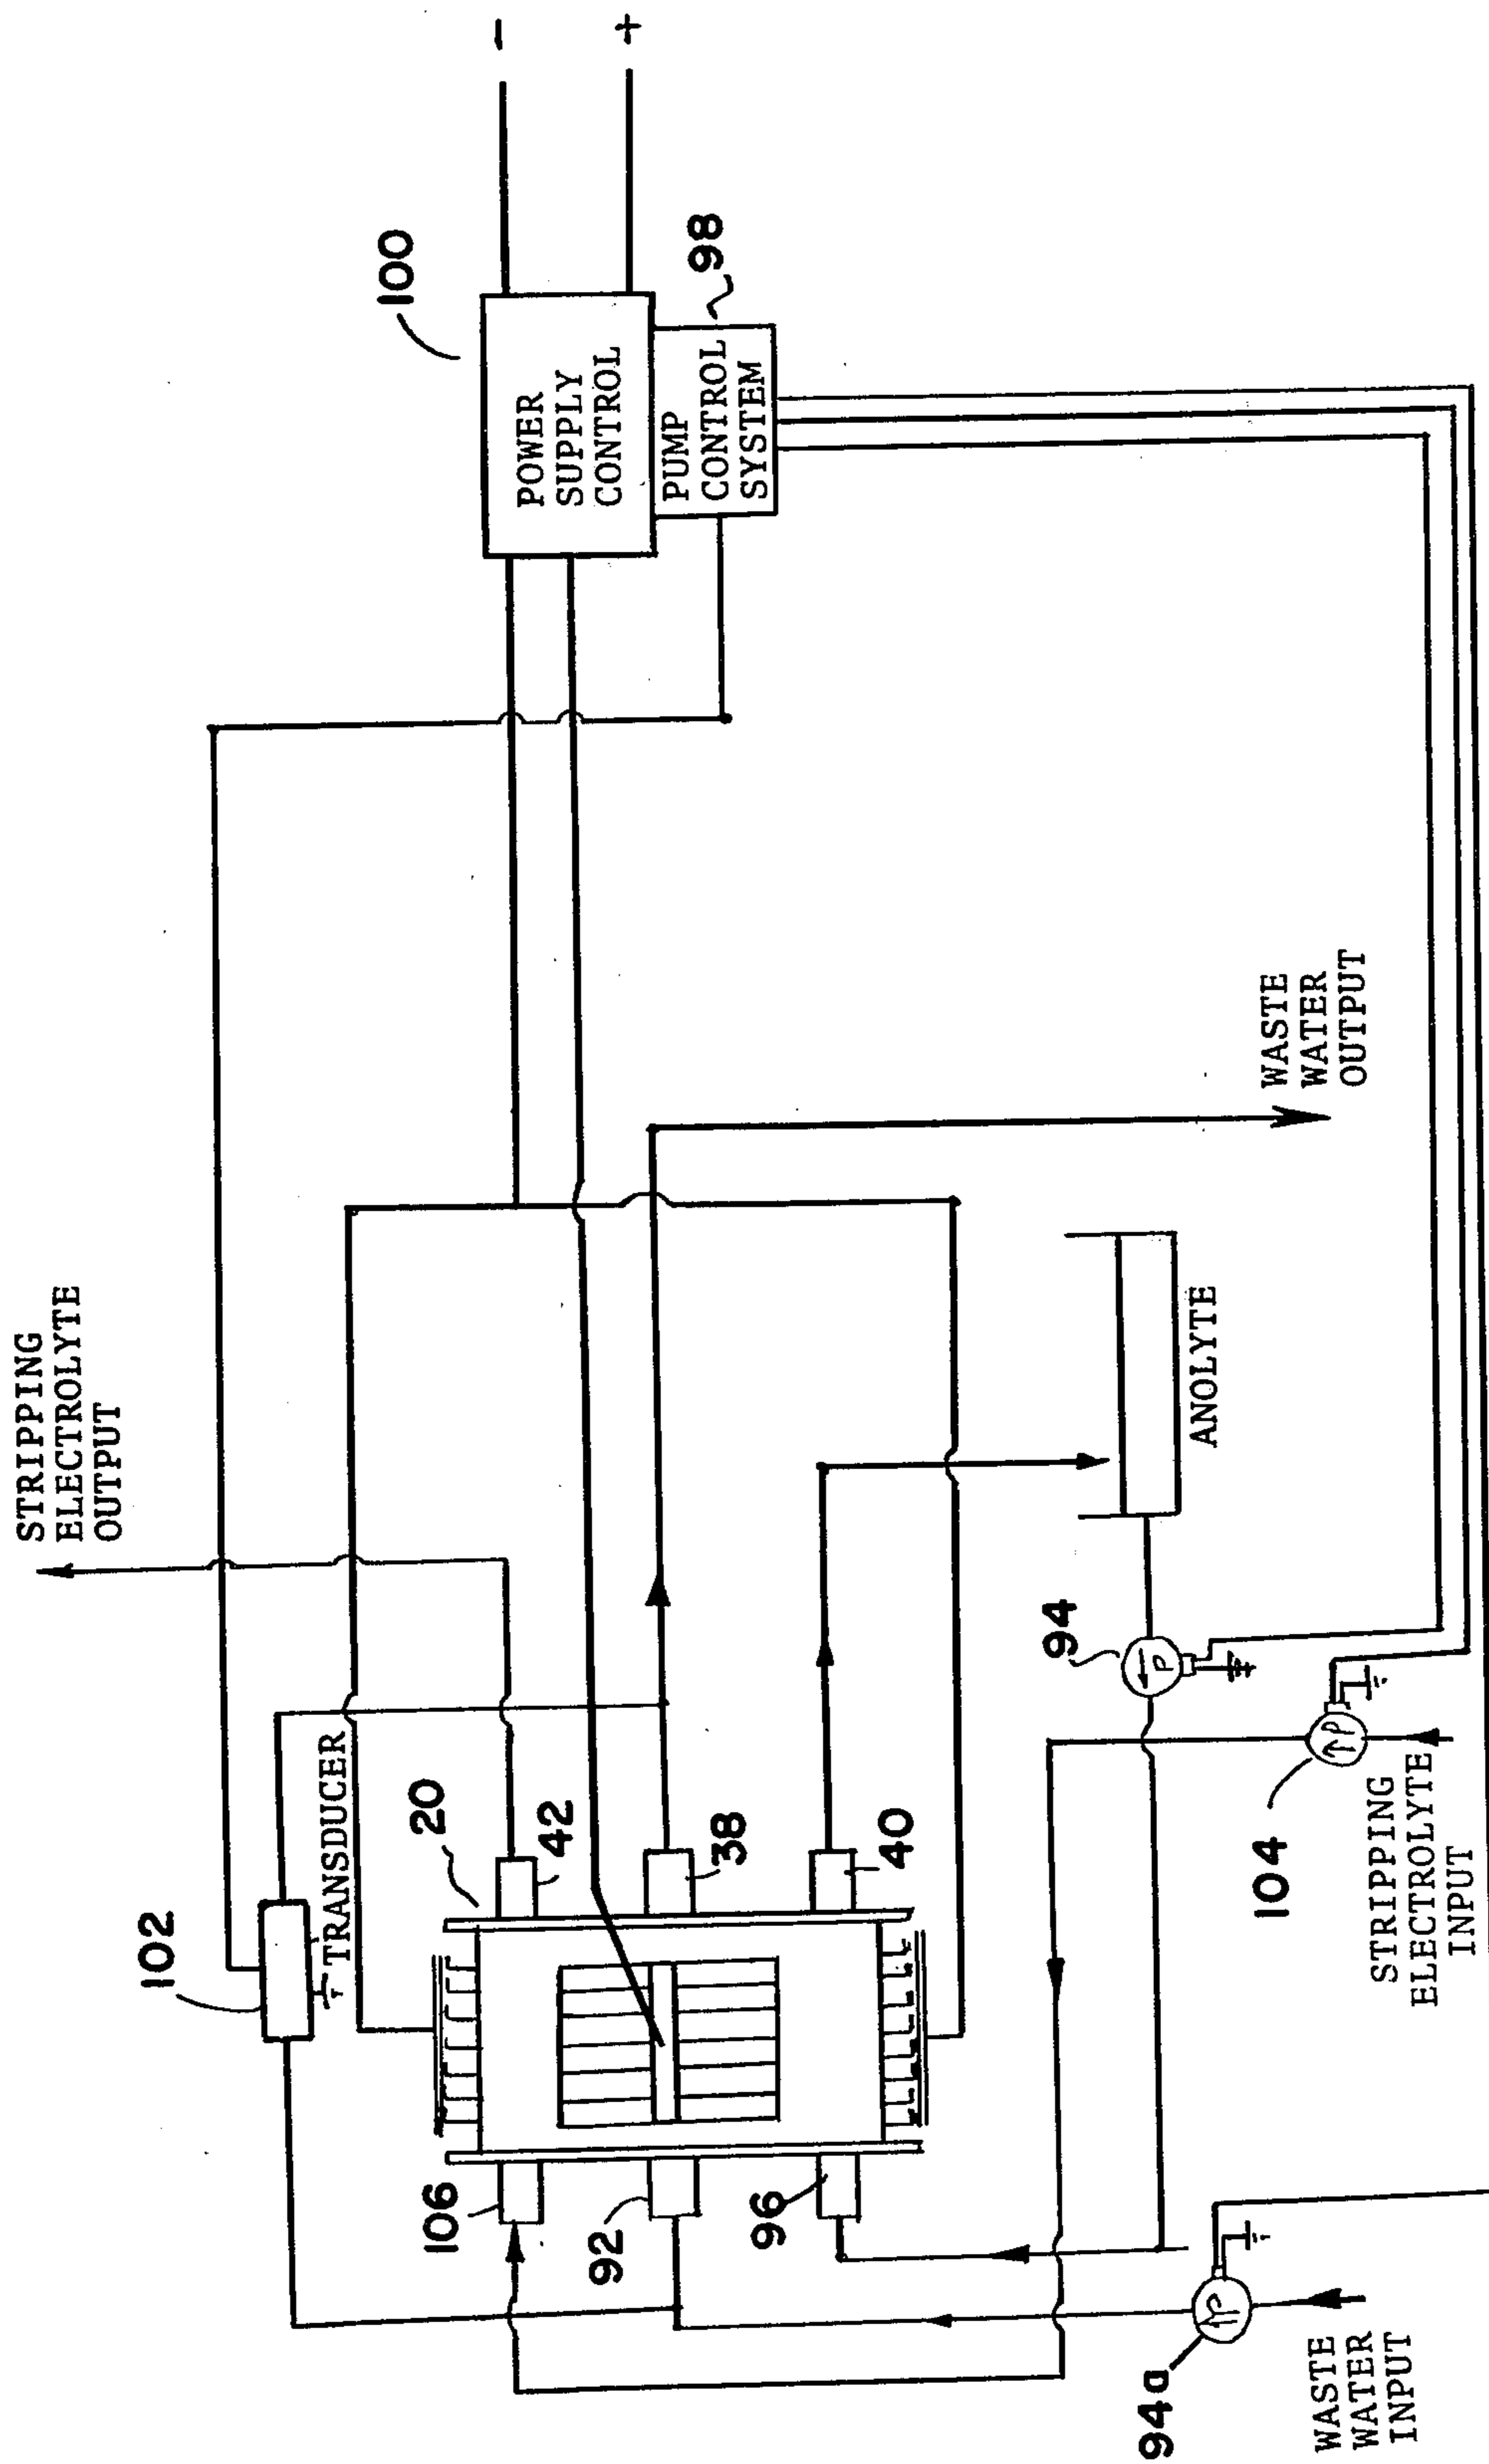 STRIPPING
ELECTROLYTE
OUTPUT
102
TRANSDUCER
20
42
38
40
106
92
96
100
POWER
SUPPLY
CONTROL
PUMP
CONTROL
SYSTEM
98
-
+
WASTE
WATER
OUTPUT
ANOLYTE
94
P
104
P
STRIPPING
ELECTROLYTE
INPUT
94a
P
WASTE
WATER
INPUT